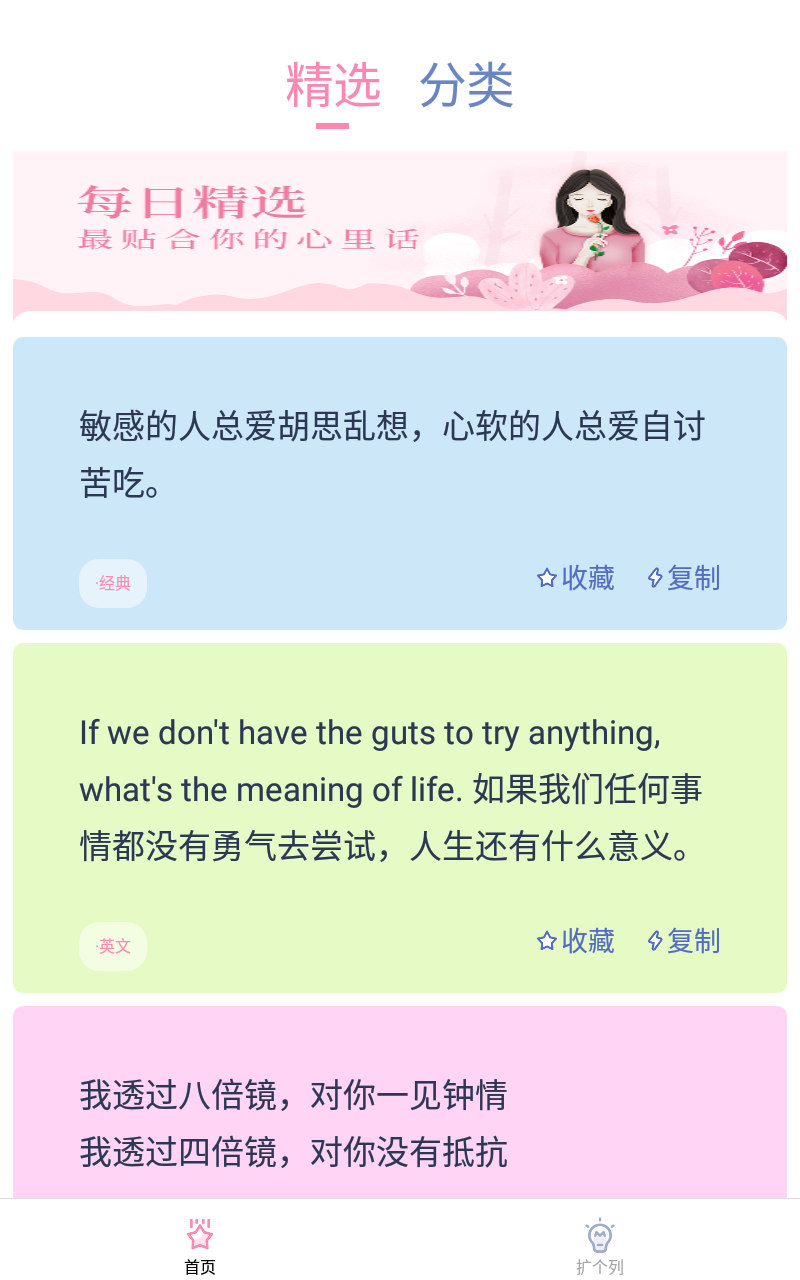 精选 分类
每日精选
最贴合你的心里话
敏感的人总爱胡思乱想，心软的人总爱自讨
苦吃。
·经典 收藏 复制
If we don't have the guts to try anything,
what's the meaning of life. 如果我们任何事
情都没有勇气去尝试，人生还有什么意义。
·英文 收藏 复制
我透过八倍镜，对你一见钟情
我透过四倍镜，对你没有抵抗
首页 扩个列